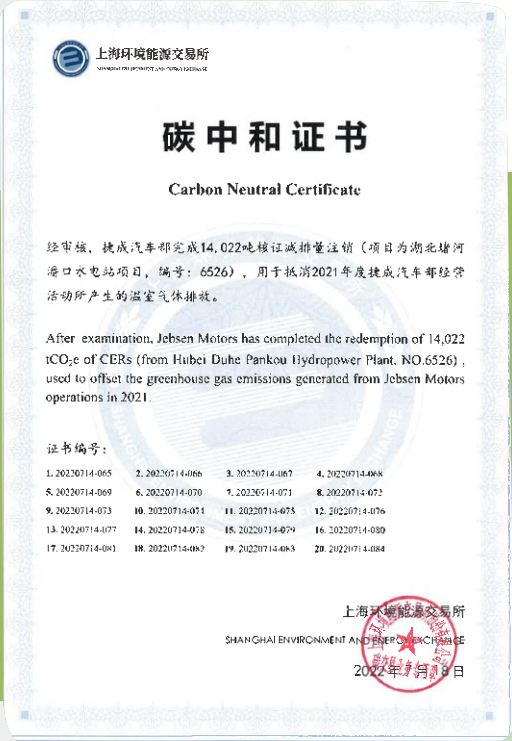 上海环境能源交易所
SHANGHAI ENVIRONMENT AND ENERGY EXCHANGE
碳中和证书
Carbon Neutral Certificate
经审核，捷成汽车部完成14,022吨核证减排量注销（项目为湖北堵河
潘口水电站项目，编号：6526），用于抵消2021年度捷成汽车部经营
活动所产生的温室气体排放。
After examination, Jebsen Motors has completed the redemption of 14,022
tCO₂e of CERs (from Hubei Duhe Pankou Hydropower Plant, NO.6526) ,
used to offset the greenhouse gas emissions generated from Jebsen Motors
operations in 2021.
证书编号：
1. 20220714-065 2. 20220714-066 3. 20220714-067 4. 20220714-068
5. 20220714-069 6. 20220714-070 7. 20220714-071 8. 20220714-072
9. 20220714-073 10. 20220714-074 11. 20220714-075 12. 20220714-076
13. 20220714-077 14. 20220714-078 15. 20220714-079 16. 20220714-080
17. 20220714-081 18. 20220714-082 19. 20220714-083 20. 20220714-084
上海环境能源交易所
SHANGHAI ENVIRONMENT AND ENERGY EXCHANGE
2022年7月18日